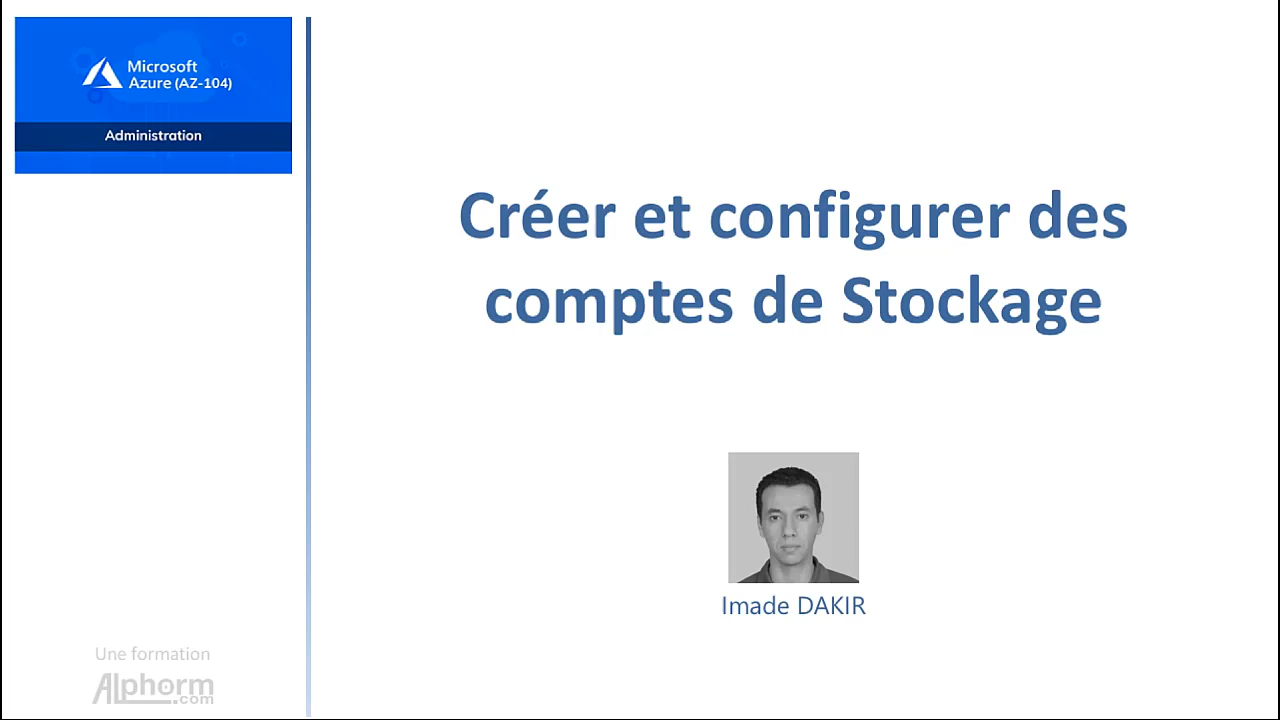 Microsoft
Azure (AZ-104)
Administration
Créer et configurer des
comptes de Stockage
Imade DAKIR
Une formation
Alphorm
.com